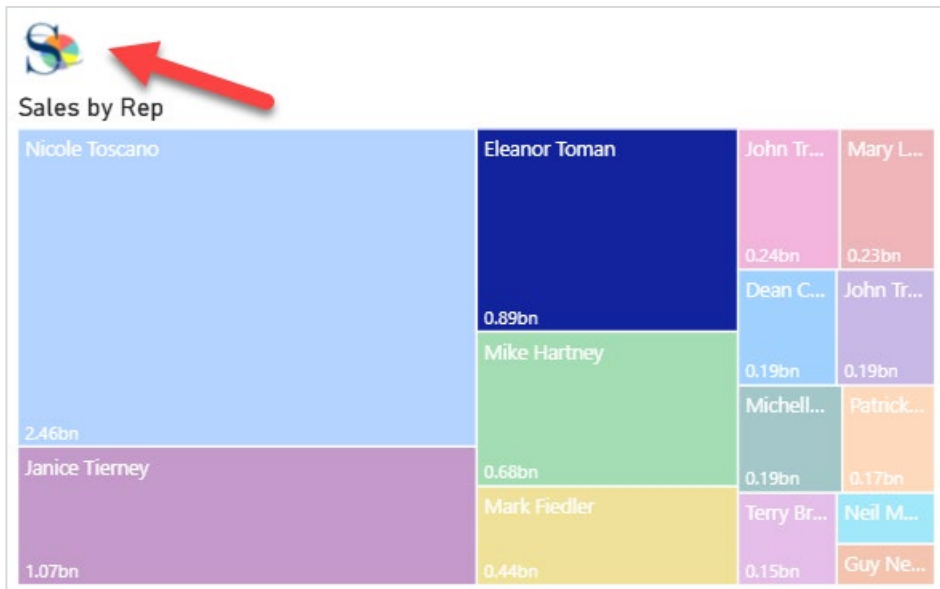 S
Sales by Rep
Nicole Toscano
2.46bn
Janice Tierney
1.07bn
Eleanor Toman
0.89bn
Mike Hartney
0.68bn
Mark Fiedler
0.44bn
John Tr...
0.24bn
Mary L...
0.23bn
Dean C...
0.19bn
John Tr...
0.19bn
Michell...
0.19bn
Patrick...
0.17bn
Terry Br...
0.15bn
Neil M...
Guy Ne...